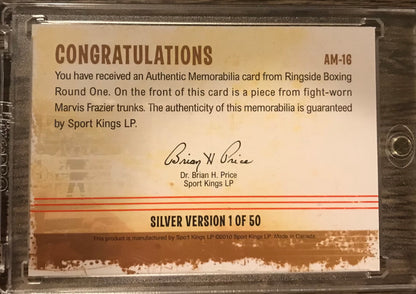 CONGRATULATIONS
AM-16
You have received an Authentic Memorabilia card from Ringside Boxing
Round One. On the front of this card is a piece from fight-worn
Marvis Frazier trunks. The authenticity of this memorabilia is guaranteed
by Sport Kings LP.
Brian H Price
Dr. Brian H. Price
Sport Kings LP
SILVER VERSION 1 OF 50
This product is manufactured by Sport Kings LP ©2010 Sport Kings LP. Made in Canada.